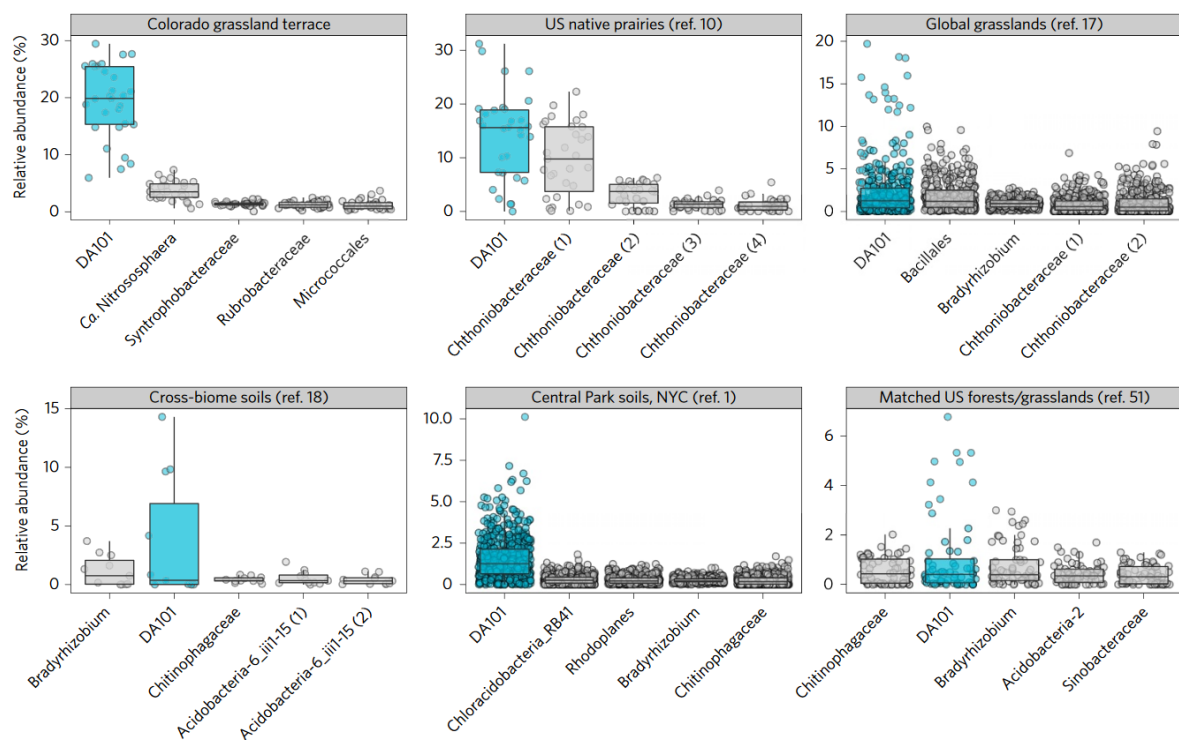 Colorado grassland terrace
US native prairies (ref. 10)
Global grasslands (ref. 17)
Relative abundance (%)
30
20
10
0
DA101
Ca. Nitrososphaera
Syntrophobacteraceae
Rubrobacteraceae
Micrococcales
30
20
10
0
DA101
Chthoniobacteraceae (1)
Chthoniobacteraceae (2)
Chthoniobacteraceae (3)
Chthoniobacteraceae (4)
20
15
10
5
0
DA101
Bacillales
Bradyrhizobium
Chthoniobacteraceae (1)
Chthoniobacteraceae (2)
Cross-biome soils (ref. 18)
Central Park soils, NYC (ref. 1)
Matched US forests/grasslands (ref. 51)
Relative abundance (%)
15
10
5
0
Bradyrhizobium
DA101
Chitinophagaceae
Acidobacteria-6_iii1-15 (1)
Acidobacteria-6_iii1-15 (2)
10.0
7.5
5.0
2.5
0
DA101
Chloracidobacteria_RB41
Rhodoplanes
Bradyrhizobium
Chitinophagaceae
6
4
2
0
Chitinophagaceae
DA101
Bradyrhizobium
Acidobacteria-2
Sinobacteraceae